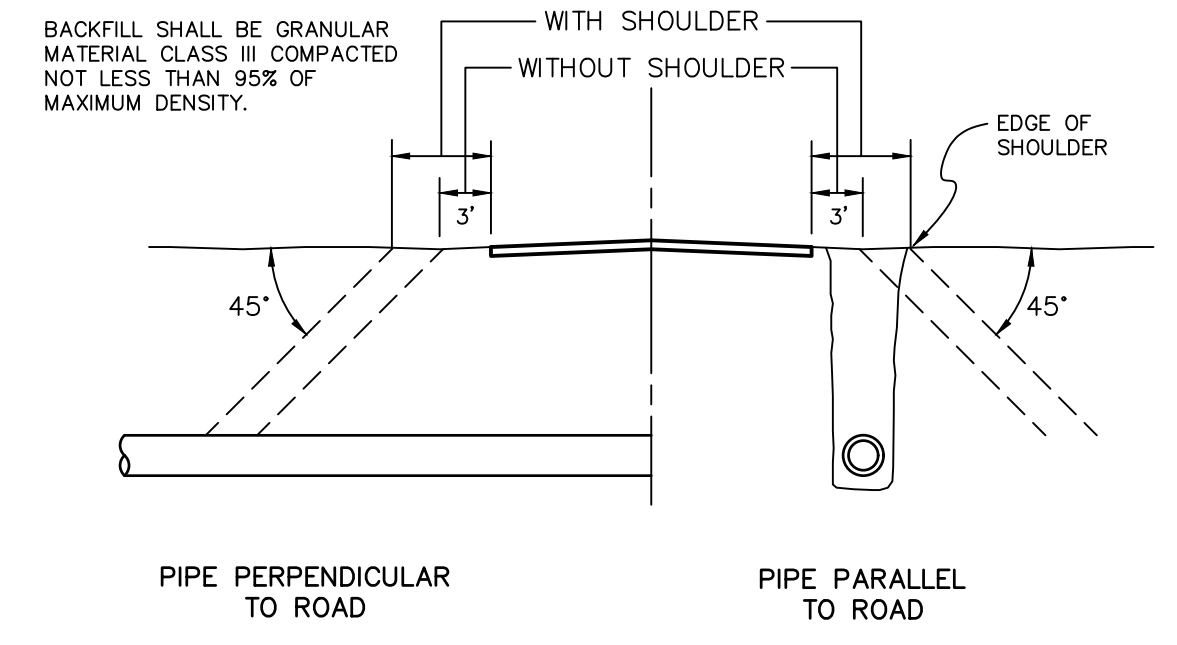 BACKFILL SHALL BE GRANULAR
MATERIAL CLASS III COMPACTED
NOT LESS THAN 95% OF
MAXIMUM DENSITY.
WITH SHOULDER
WITHOUT SHOULDER
EDGE OF
SHOULDER
3'
3'
45°
45°
PIPE PERPENDICULAR
TO ROAD
PIPE PARALLEL
TO ROAD